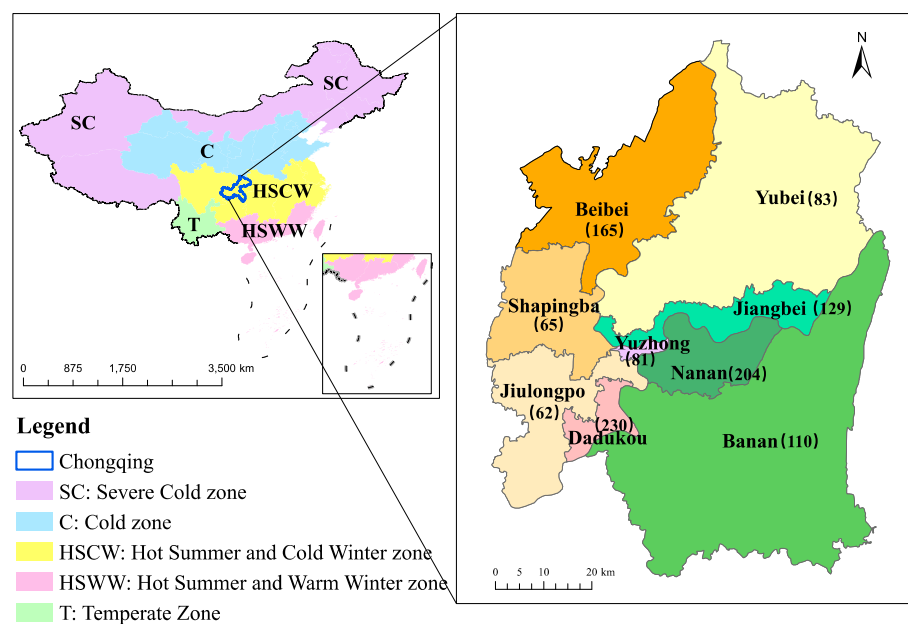 SC
SC
C
HSCW
T
HSWW
0 875 1,750 3,500 km
Legend
Chongqing
SC: Severe Cold zone
C: Cold zone
HSCW: Hot Summer and Cold Winter zone
HSWW: Hot Summer and Warm Winter zone
T: Temperate Zone
N
Yubei (83)
Beibei
(165)
Shapingba
(65)
Jiangbei (129)
Yuzhong
(81)
Nanan(204)
Jiulongpo
(62)
(230)
Dadukou
Banan(110)
0 5 10 20 km